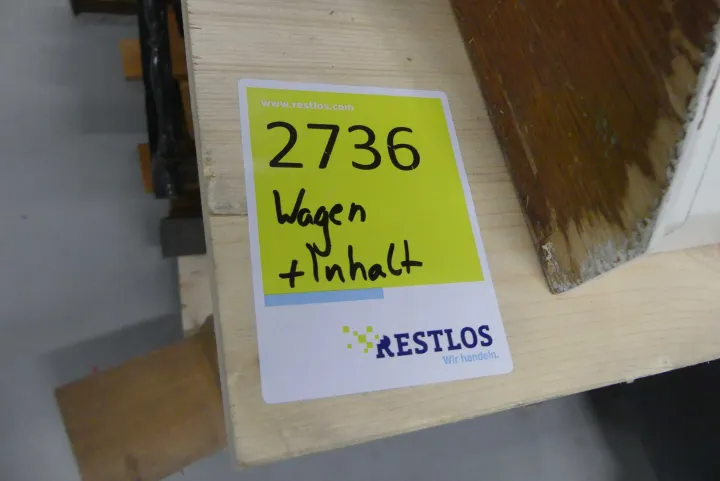 www.restlos.com
2736
Wagen
+Inhalt
RESTLOS
Wir handeln.